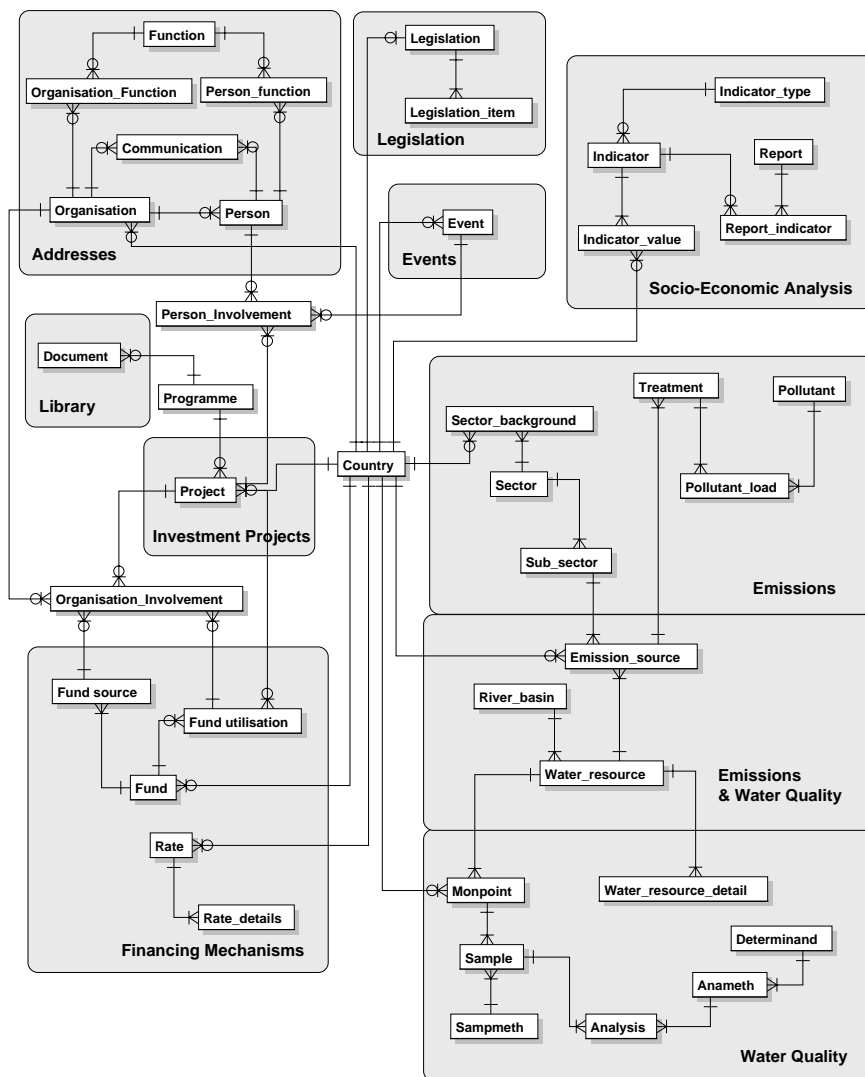 Function
Legislation
Organisation_Function
Person_function
Indicator_type
Legislation_item
Legislation
Communication
Indicator
Report
Organisation
Person
Event
Indicator_value
Report_indicator
Addresses
Events
Socio-Economic Analysis
Person_Involvement
Document
Library
Programme
Treatment
Pollutant
Sector_background
Country
Project
Sector
Pollutant_load
Investment Projects
Sub_sector
Emissions
Organisation_Involvement
Emission_source
Fund source
Fund utilisation
River_basin
Fund
Water_resource
Emissions
& Water Quality
Rate
Monpoint
Water_resource_detail
Rate_details
Financing Mechanisms
Determinand
Sample
Anameth
Sampmeth
Analysis
Water Quality